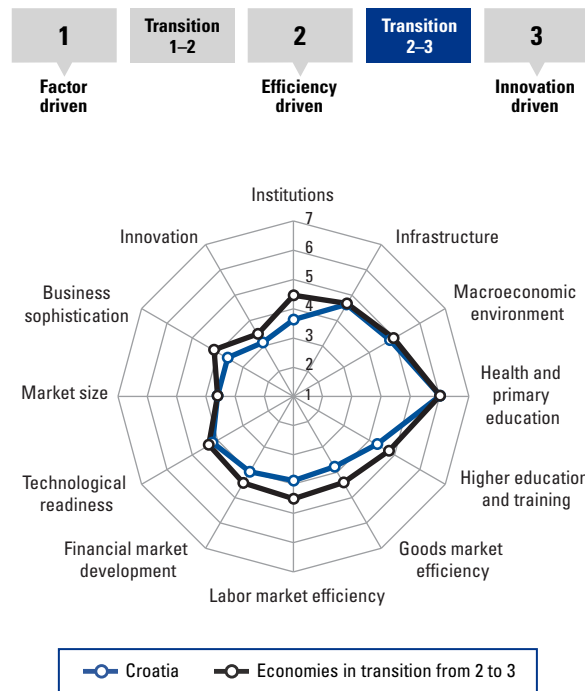 1
Transition
1–2
2
Transition
2–3
3
Factor
driven
Efficiency
driven
Innovation
driven
Institutions
7
Innovation
6
Infrastructure
5
Business
sophistication
4
Macroeconomic
environment
3
2
Market size
1
Health and
primary
education
Technological
readiness
Higher education
and training
Financial market
development
Goods market
efficiency
Labor market efficiency
Croatia
Economies in transition from 2 to 3